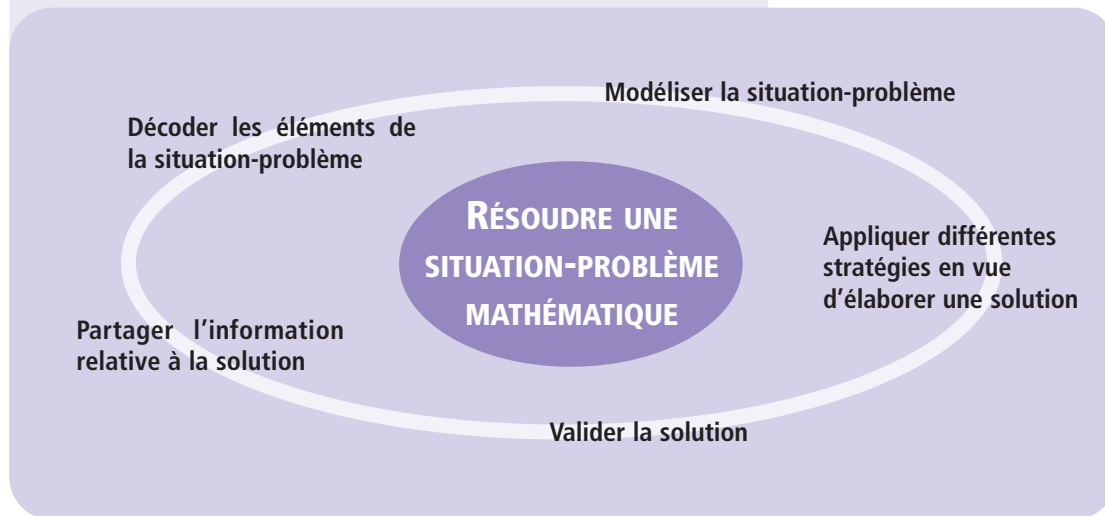 Modéliser la situation-problème
Décoder les éléments de
la situation-problème
RÉSOUDRE UNE
SITUATION-PROBLÈME
MATHÉMATIQUE
Appliquer différentes
stratégies en vue
d'élaborer une solution
Partager l'information
relative à la solution
Valider la solution